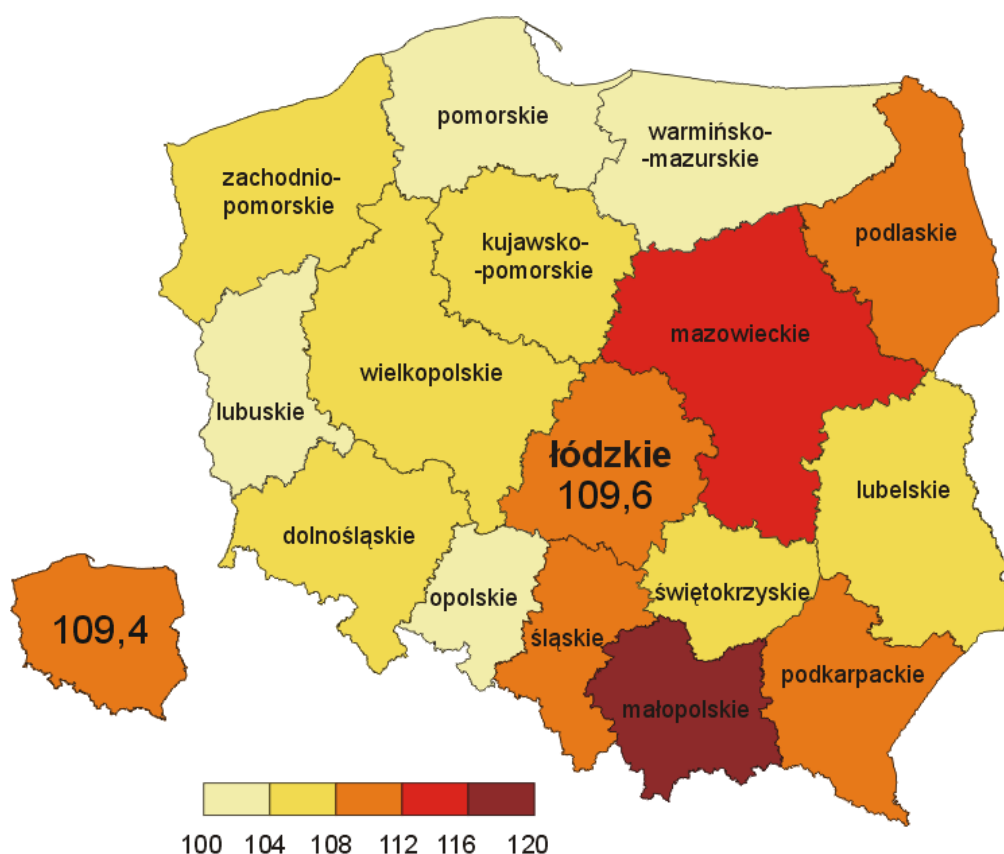 pomorskie
warmińsko-
-mazurskie
zachodnio-
pomorskie
podlaskie
kujawsko-
-pomorskie
mazowieckie
wielkopolskie
lubuskie
łódzkie
109,6
lubelskie
dolnośląskie
opolskie
świętokrzyskie
109,4
śląskie
podkarpackie
małopolskie
100 104 108 112 116 120